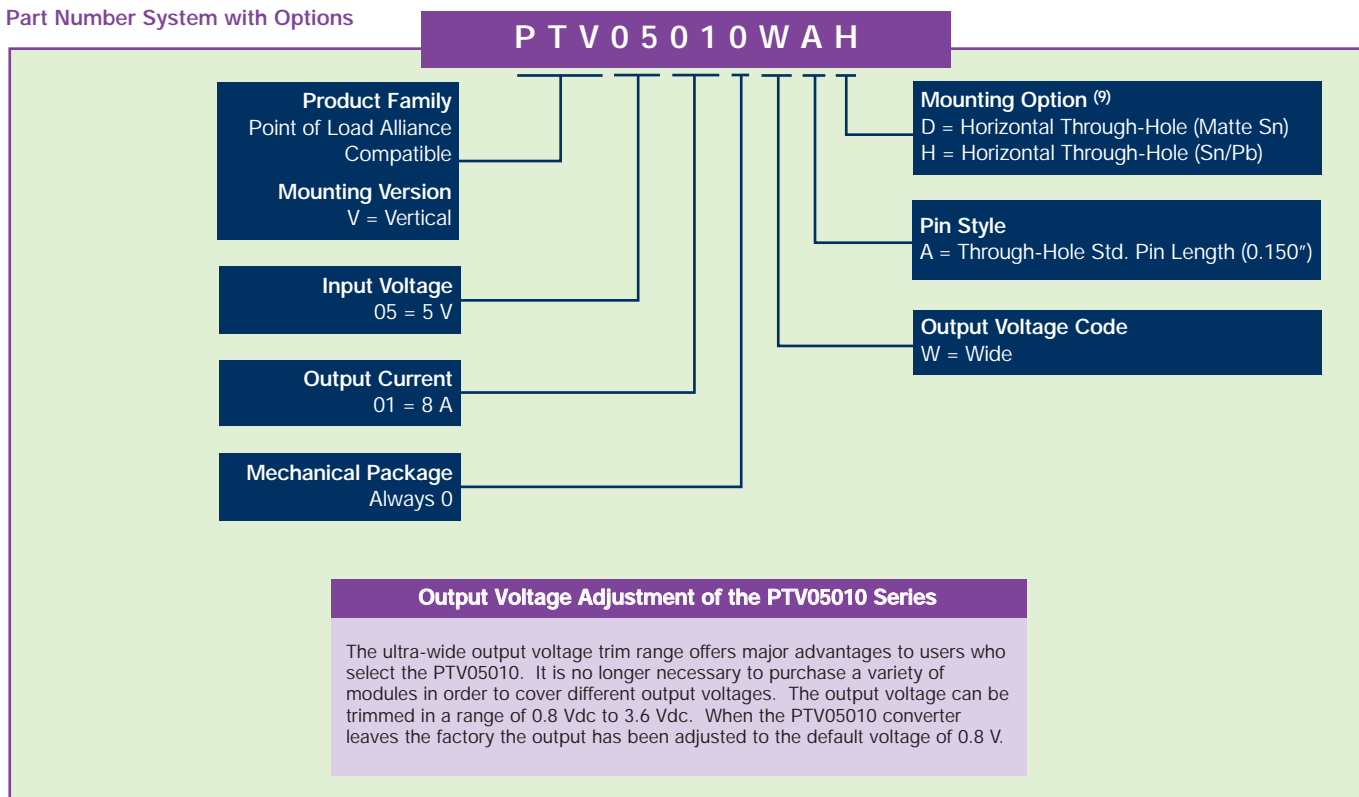 Part Number System with Options
PTV05010WAH
Product Family
Point of Load Alliance
Compatible
Mounting Version
V = Vertical
Input Voltage
05 = 5 V
Output Current
01 = 8 A
Mechanical Package
Always 0
Mounting Option (9)
D = Horizontal Through-Hole (Matte Sn)
H = Horizontal Through-Hole (Sn/Pb)
Pin Style
A = Through-Hole Std. Pin Length (0.150″)
Output Voltage Code
W = Wide
Output Voltage Adjustment of the PTV05010 Series
The ultra-wide output voltage trim range offers major advantages to users who
select the PTV05010. It is no longer necessary to purchase a variety of
modules in order to cover different output voltages. The output voltage can be
trimmed in a range of 0.8 Vdc to 3.6 Vdc. When the PTV05010 converter
leaves the factory the output has been adjusted to the default voltage of 0.8 V.